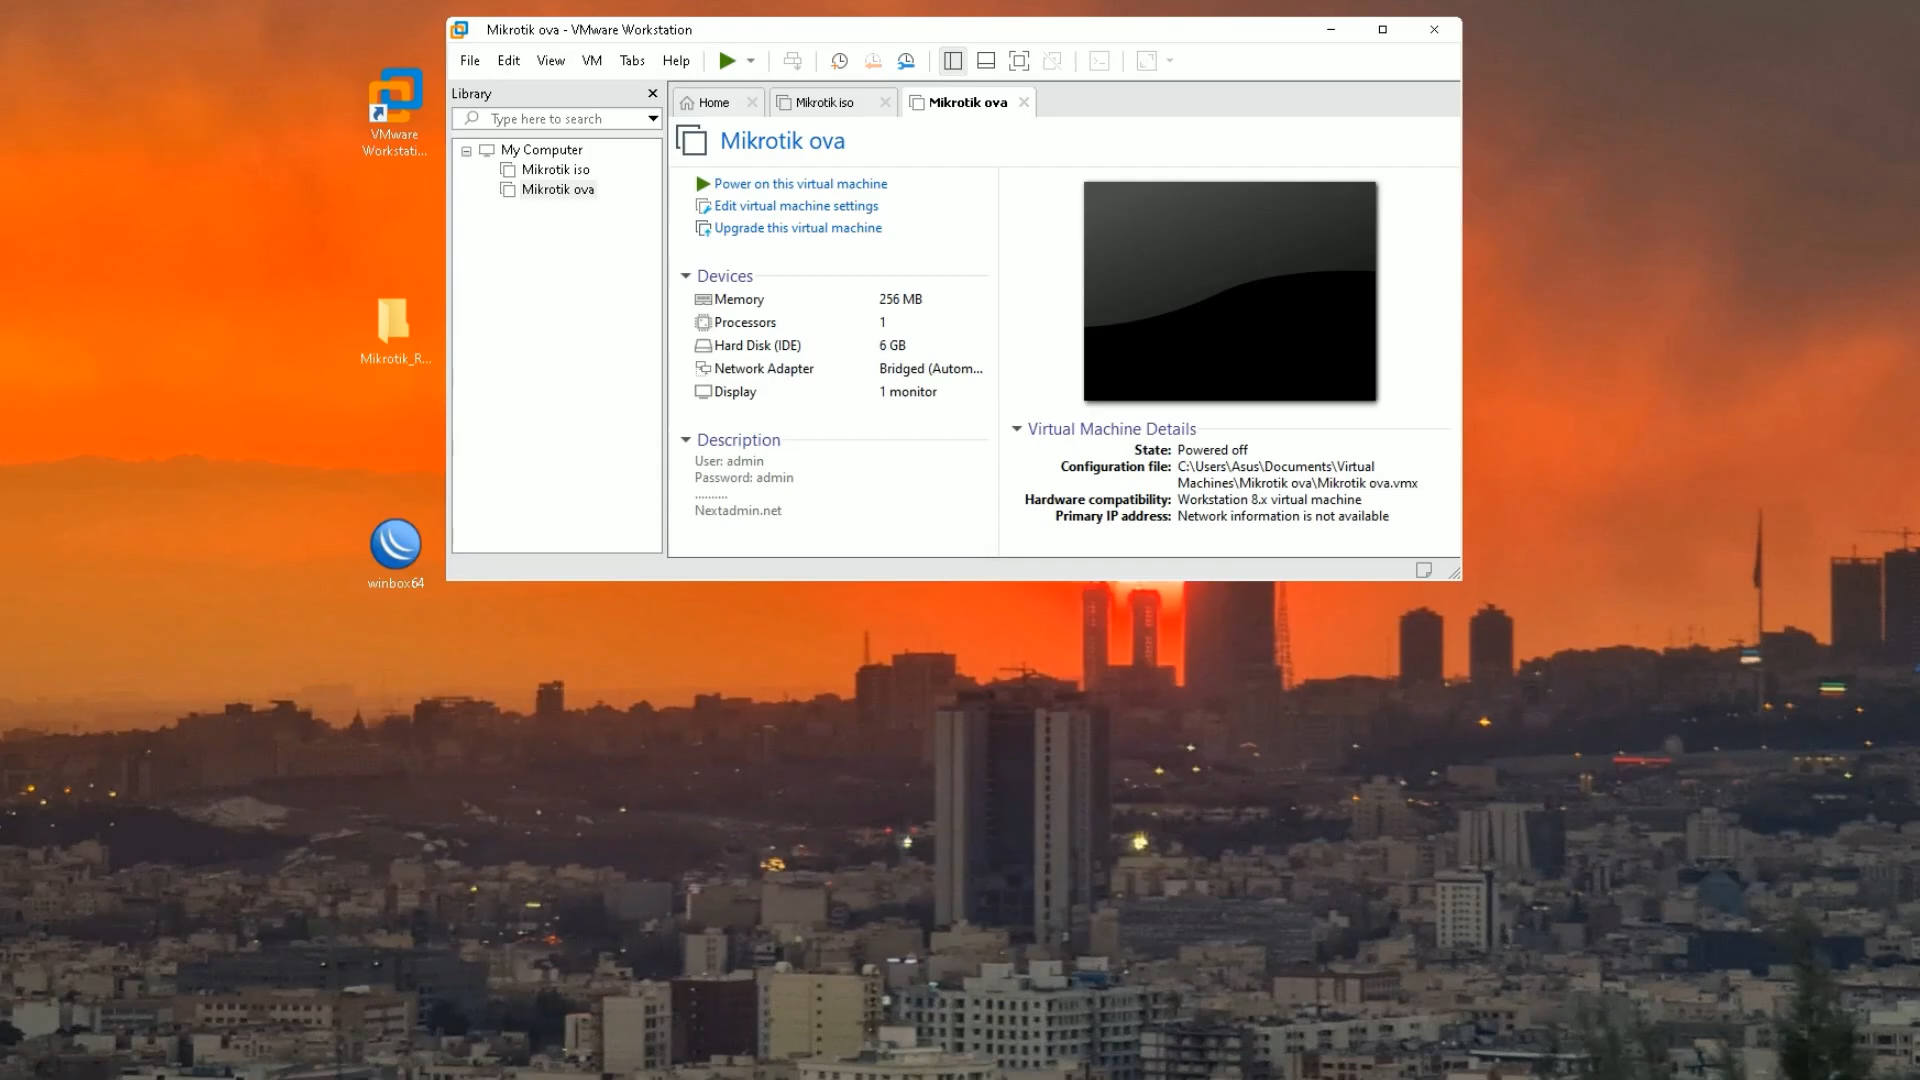 Mikrotik ova - VMware Workstation
File Edit View VM Tabs Help
Library
Type here to search
My Computer
Mikrotik iso
Mikrotik ova
Home
Mikrotik iso
Mikrotik ova
Mikrotik ova
Power on this virtual machine
Edit virtual machine settings
Upgrade this virtual machine
Devices
Memory 256 MB
Processors 1
Hard Disk (IDE) 6 GB
Network Adapter Bridged (Autom...
Display 1 monitor
Description
User: admin
Password: admin
..........
Nextadmin.net
Virtual Machine Details
State: Powered off
Configuration file: C:\Users\Asus\Documents\Virtual
Machines\Mikrotik ova\Mikrotik ova.vmx
Hardware compatibility: Workstation 8.x virtual machine
Primary IP address: Network information is not available
VMware
Workstati...
Mikrotik_R...
winbox64